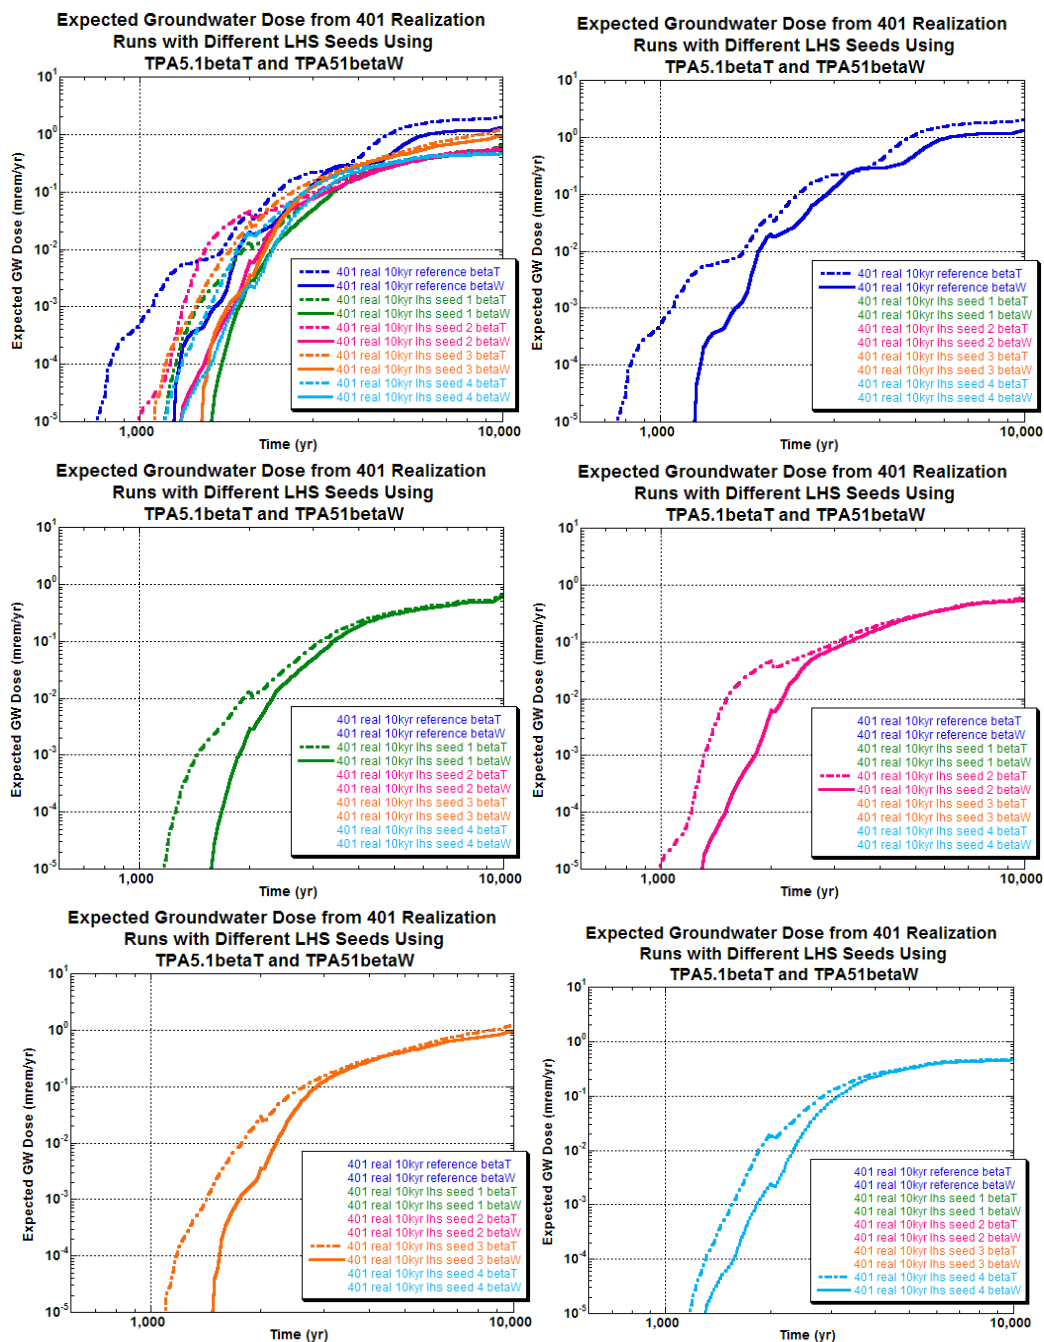 Expected Groundwater Dose from 401 Realization
Runs with Different LHS Seeds Using
TPA5.1betaT and TPA51betaW
10^1
10^0
10^-1
10^-2
10^-3
10^-4
10^-5
Expected GW Dose (mrem/yr)
401 real 10kyr reference betaT
401 real 10kyr reference betaW
401 real 10kyr lhs seed 1 betaT
401 real 10kyr lhs seed 1 betaW
401 real 10kyr lhs seed 2 betaT
401 real 10kyr lhs seed 2 betaW
401 real 10kyr lhs seed 3 betaT
401 real 10kyr lhs seed 3 betaW
401 real 10kyr lhs seed 4 betaT
401 real 10kyr lhs seed 4 betaW
1,000
10,000
Time (yr)
Expected Groundwater Dose from 401 Realization
Runs with Different LHS Seeds Using
TPA5.1betaT and TPA51betaW
10^1
10^0
10^-1
10^-2
10^-3
10^-4
10^-5
Expected GW Dose (mrem/yr)
401 real 10kyr reference betaT
401 real 10kyr reference betaW
401 real 10kyr lhs seed 1 betaT
401 real 10kyr lhs seed 1 betaW
401 real 10kyr lhs seed 2 betaT
401 real 10kyr lhs seed 2 betaW
401 real 10kyr lhs seed 3 betaT
401 real 10kyr lhs seed 3 betaW
401 real 10kyr lhs seed 4 betaT
401 real 10kyr lhs seed 4 betaW
1,000
10,000
Time (yr)
Expected Groundwater Dose from 401 Realization
Runs with Different LHS Seeds Using
TPA5.1betaT and TPA51betaW
10^1
10^0
10^-1
10^-2
10^-3
10^-4
10^-5
Expected GW Dose (mrem/yr)
401 real 10kyr reference betaT
401 real 10kyr reference betaW
401 real 10kyr lhs seed 1 betaT
401 real 10kyr lhs seed 1 betaW
401 real 10kyr lhs seed 2 betaT
401 real 10kyr lhs seed 2 betaW
401 real 10kyr lhs seed 3 betaT
401 real 10kyr lhs seed 3 betaW
401 real 10kyr lhs seed 4 betaT
401 real 10kyr lhs seed 4 betaW
1,000
10,000
Time (yr)
Expected Groundwater Dose from 401 Realization
Runs with Different LHS Seeds Using
TPA5.1betaT and TPA51betaW
10^1
10^0
10^-1
10^-2
10^-3
10^-4
10^-5
Expected GW Dose (mrem/yr)
401 real 10kyr reference betaT
401 real 10kyr reference betaW
401 real 10kyr lhs seed 1 betaT
401 real 10kyr lhs seed 1 betaW
401 real 10kyr lhs seed 2 betaT
401 real 10kyr lhs seed 2 betaW
401 real 10kyr lhs seed 3 betaT
401 real 10kyr lhs seed 3 betaW
401 real 10kyr lhs seed 4 betaT
401 real 10kyr lhs seed 4 betaW
1,000
10,000
Time (yr)
Expected Groundwater Dose from 401 Realization
Runs with Different LHS Seeds Using
TPA5.1betaT and TPA51betaW
10^1
10^0
10^-1
10^-2
10^-3
10^-4
10^-5
Expected GW Dose (mrem/yr)
401 real 10kyr reference betaT
401 real 10kyr reference betaW
401 real 10kyr lhs seed 1 betaT
401 real 10kyr lhs seed 1 betaW
401 real 10kyr lhs seed 2 betaT
401 real 10kyr lhs seed 2 betaW
401 real 10kyr lhs seed 3 betaT
401 real 10kyr lhs seed 3 betaW
401 real 10kyr lhs seed 4 betaT
401 real 10kyr lhs seed 4 betaW
1,000
10,000
Time (yr)
Expected Groundwater Dose from 401 Realization
Runs with Different LHS Seeds Using
TPA5.1betaT and TPA51betaW
10^1
10^0
10^-1
10^-2
10^-3
10^-4
10^-5
Expected GW Dose (mrem/yr)
401 real 10kyr reference betaT
401 real 10kyr reference betaW
401 real 10kyr lhs seed 1 betaT
401 real 10kyr lhs seed 1 betaW
401 real 10kyr lhs seed 2 betaT
401 real 10kyr lhs seed 2 betaW
401 real 10kyr lhs seed 3 betaT
401 real 10kyr lhs seed 3 betaW
401 real 10kyr lhs seed 4 betaT
401 real 10kyr lhs seed 4 betaW
1,000
10,000
Time (yr)